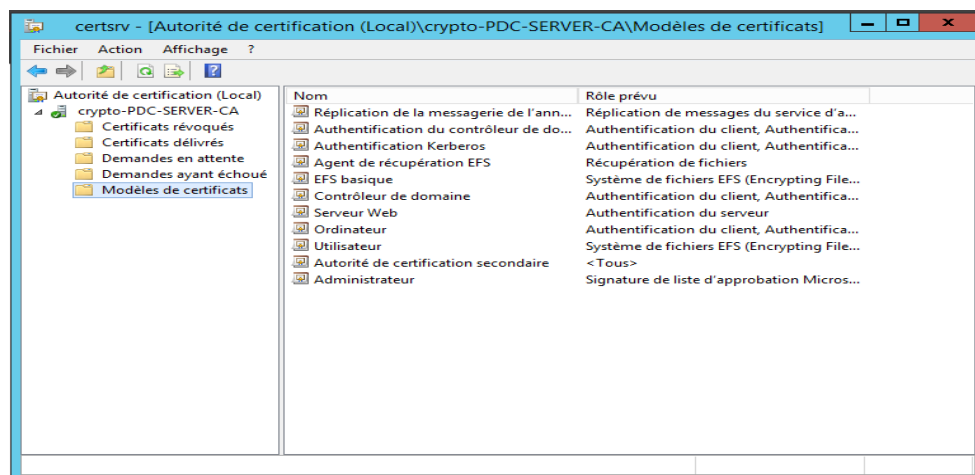 certsrv - [Autorité de certification (Local)\crypto-PDC-SERVER-CA\Modèles de certificats]
Fichier Action Affichage ?
Autorité de certification (Local)
crypto-PDC-SERVER-CA
Certificats révoqués
Certificats délivrés
Demandes en attente
Demandes ayant échoué
Modèles de certificats
Nom Rôle prévu
Réplication de la messagerie de l'ann... Réplication de messages du service d'a...
Authentification du contrôleur de do... Authentification du client, Authentifica...
Authentification Kerberos Authentification du client, Authentifica...
Agent de récupération EFS Récupération de fichiers
EFS basique Système de fichiers EFS (Encrypting File...
Contrôleur de domaine Authentification du client, Authentifica...
Serveur Web Authentification du serveur
Ordinateur Authentification du client, Authentifica...
Utilisateur Système de fichiers EFS (Encrypting File...
Autorité de certification secondaire <Tous>
Administrateur Signature de liste d'approbation Micros...